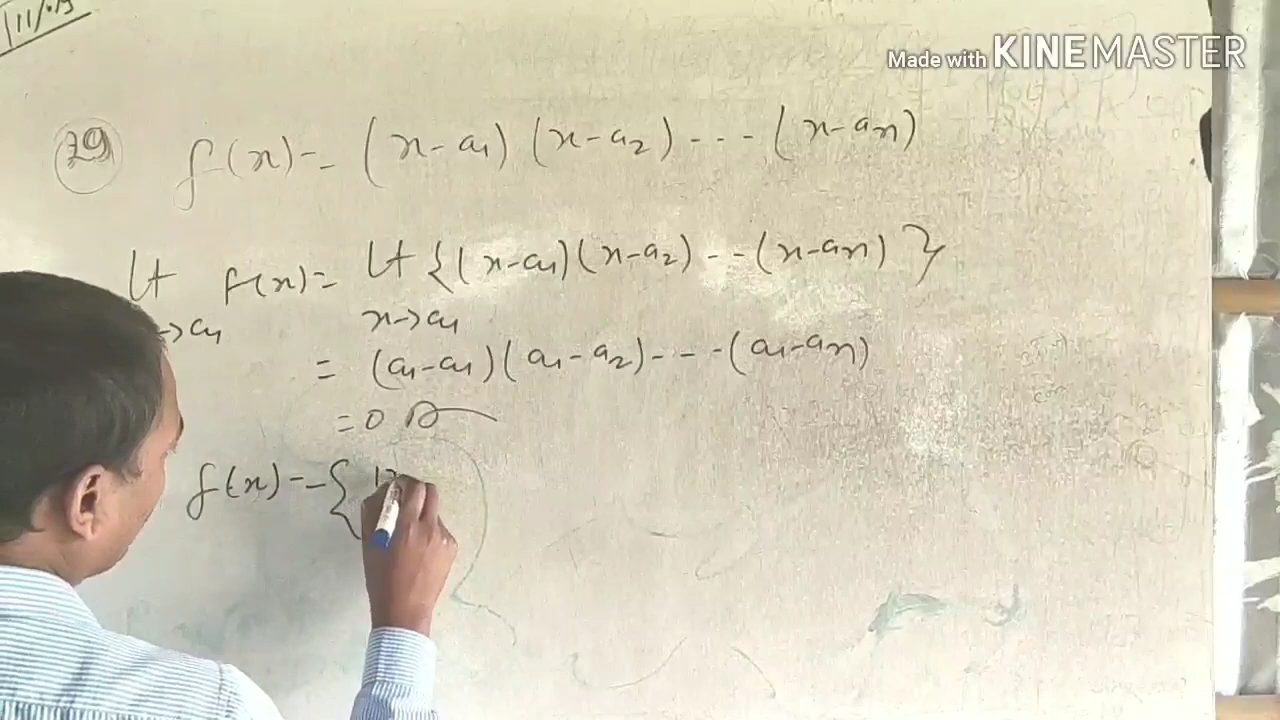 Made with KINEMASTER
29 f(x) = (x-a₁) (x-a₂) --- (x-aₙ)
Lt f(x) = Lt {(x-a₁)(x-a₂) --- (x-aₙ)}
→a₁ x→a₁
= (a₁-a₁)(a₁-a₂)----(a₁-aₙ)
= 0
f(x) = {